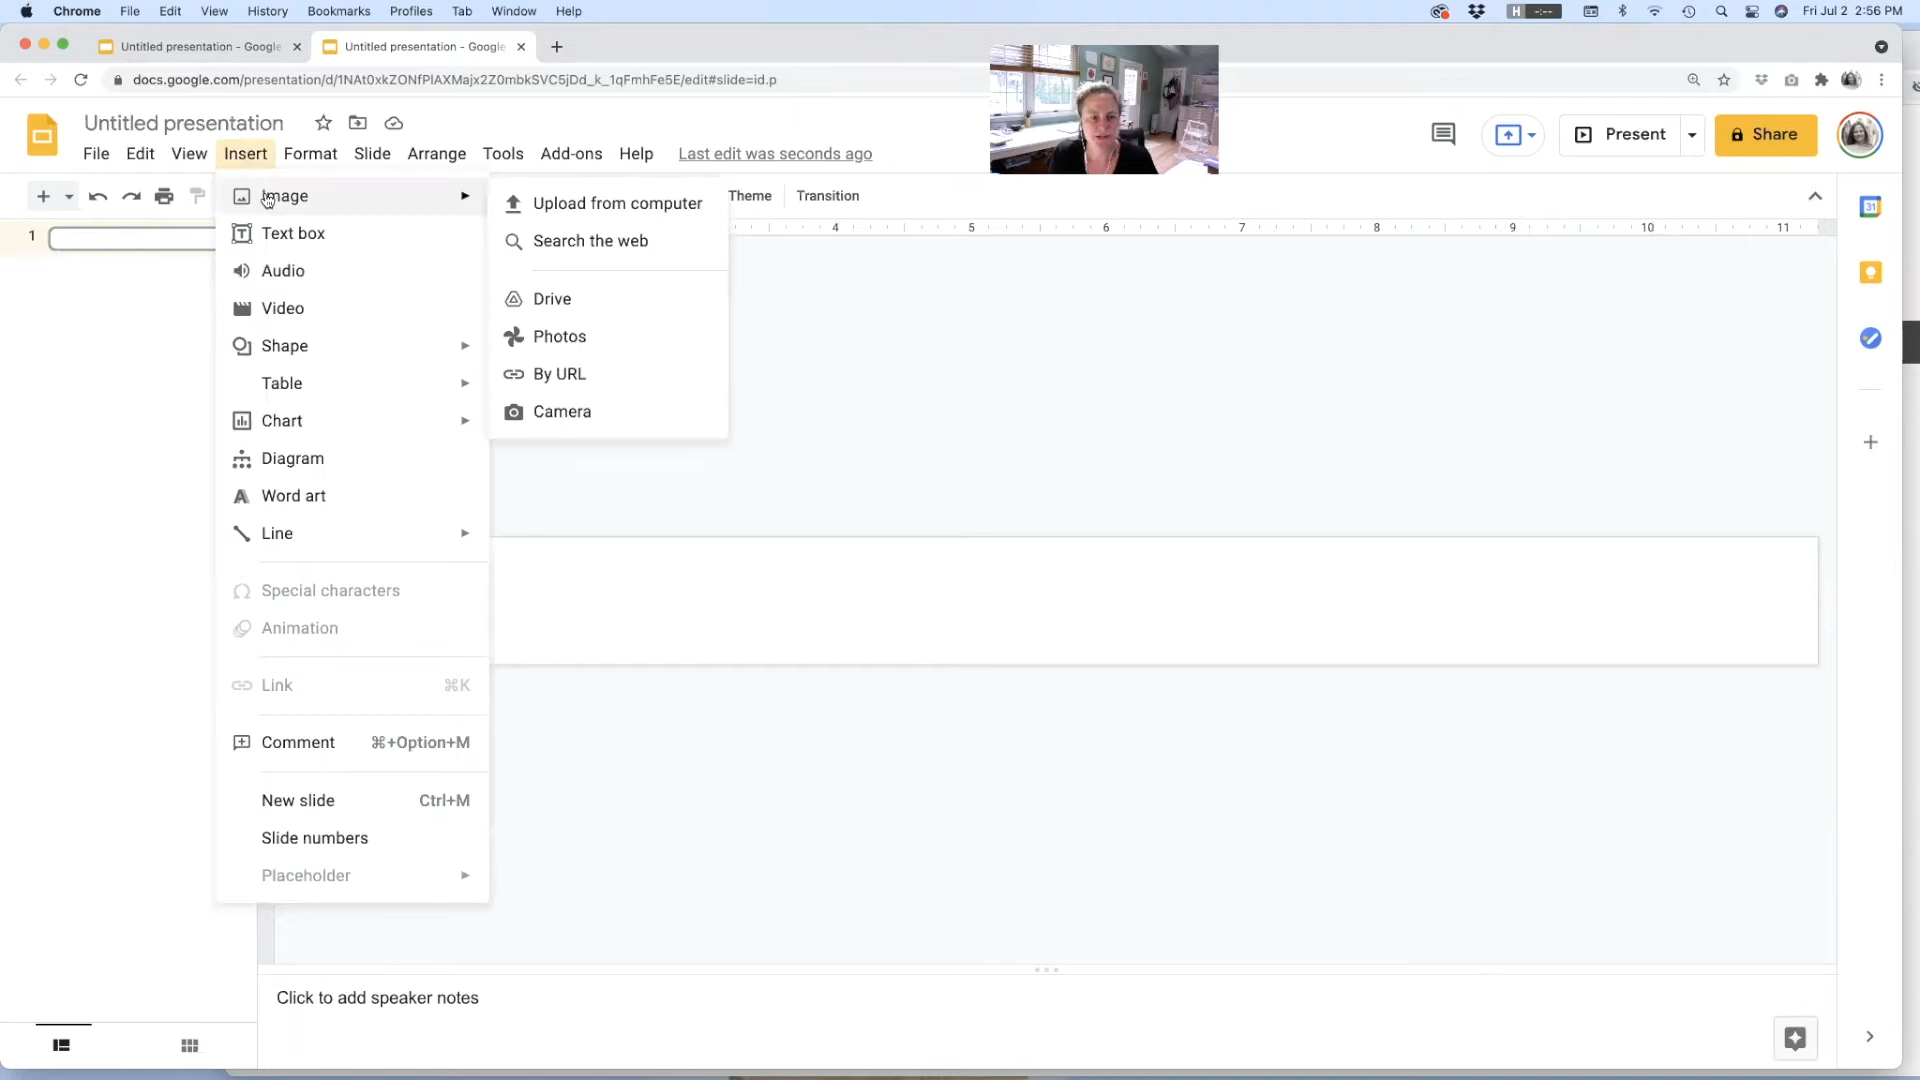 Chrome File Edit View History Bookmarks Profiles Tab Window Help
H -:-- Fri Jul 2 2:56 PM
Untitled presentation - Google
Untitled presentation - Google
docs.google.com/presentation/d/1NAt0xkZONfPlAXMajx2Z0mbkSVC5jDd_k_1qFmhFe5E/edit#slide=id.p
Untitled presentation
File Edit View Insert Format Slide Arrange Tools Add-ons Help Last edit was seconds ago
Present
Share
Theme Transition
31
1
4 5 6 7 8 9 10 11
Image
Text box
Audio
Video
Shape
Table
Chart
Diagram
Word art
Line
Special characters
Animation
Link ⌘K
Comment ⌘+Option+M
New slide Ctrl+M
Slide numbers
Placeholder
Upload from computer
Search the web
Drive
Photos
By URL
Camera
Click to add speaker notes